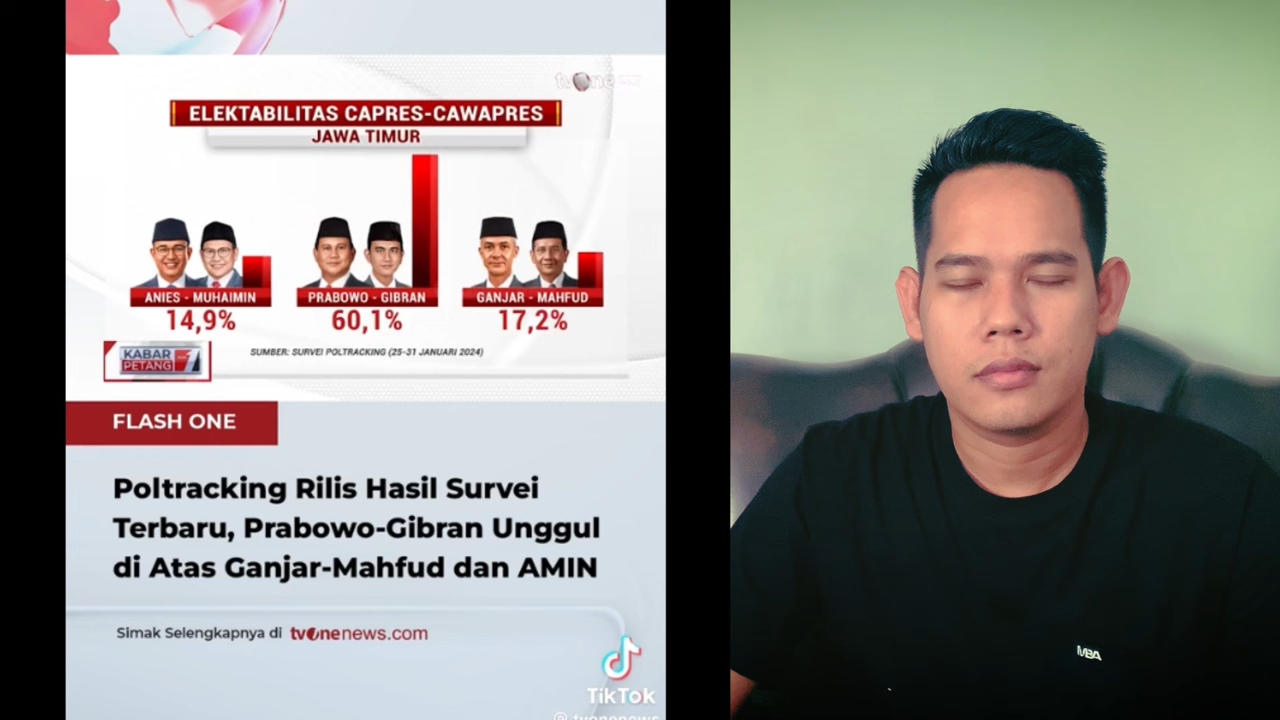 tvOne
ELEKTABILITAS CAPRES-CAWAPRES
JAWA TIMUR
ANIES - MUHAIMIN
PRABOWO - GIBRAN
GANJAR - MAHFUD
14,9%
60,1%
17,2%
KABAR
PETANG
SUMBER: SURVEI POLTRACKING (25-31 JANUARI 2024)
FLASH ONE
Poltracking Rilis Hasil Survei
Terbaru, Prabowo-Gibran Unggul
di Atas Ganjar-Mahfud dan AMIN
Simak Selengkapnya di tvonenews.com
MBA
TikTok
@tvonenews